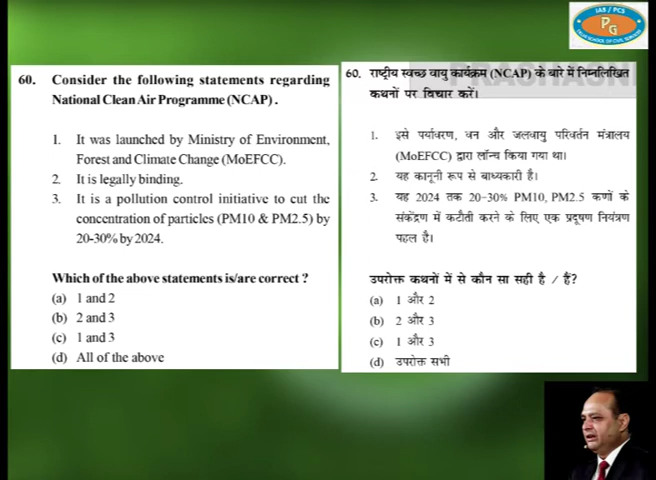 IAS / PCS
PG
60. Consider the following statements regarding
National Clean Air Programme (NCAP) .
1. It was launched by Ministry of Environment,
Forest and Climate Change (MoEFCC).
2. It is legally binding.
3. It is a pollution control initiative to cut the
concentration of particles (PM10 & PM2.5) by
20-30% by 2024.
Which of the above statements is/are correct ?
(a) 1 and 2
(b) 2 and 3
(c) 1 and 3
(d) All of the above
60. राष्ट्रीय स्वच्छ वायु कार्यक्रम (NCAP) के बारे में निम्नलिखित
कथनों पर विचार करें।
1. इसे पर्यावरण, वन और जलवायु परिवर्तन मंत्रालय
(MoEFCC) द्वारा लॉन्च किया गया था।
2. यह कानूनी रूप से बाध्यकारी है।
3. यह 2024 तक 20-30% PM10, PM2.5 कणों के
संकेंद्रण में कटौती करने के लिए एक प्रदूषण नियंत्रण
पहल है।
उपरोक्त कथनों में से कौन सा सही है / हैं?
(a) 1 और 2
(b) 2 और 3
(c) 1 और 3
(d) उपरोक्त सभी